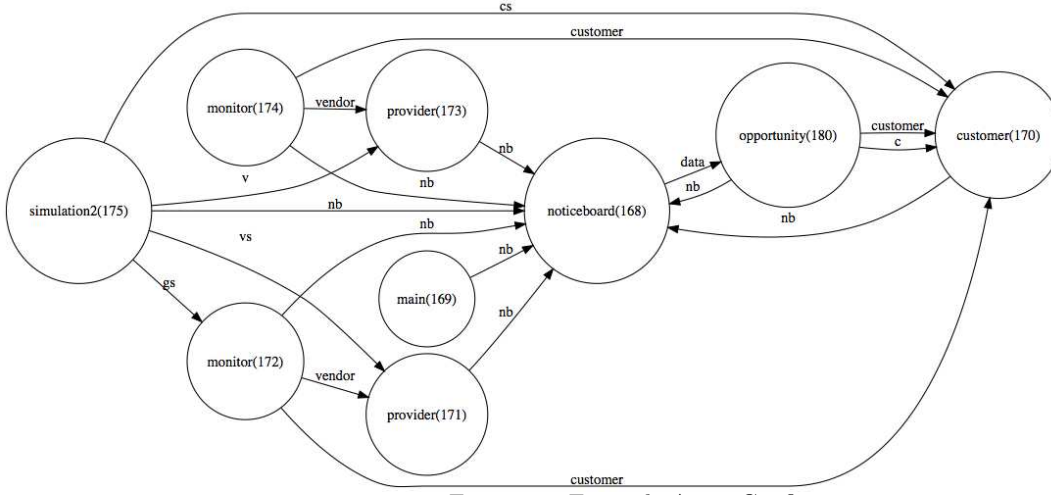 cs
customer
monitor(174)
vendor
provider(173)
opportunity(180)
customer
customer(170)
c
nb
data
v
nb
nb
simulation2(175)
nb
noticeboard(168)
nb
nb
vs
nb
gs
main(169)
nb
monitor(172)
vendor
provider(171)
customer